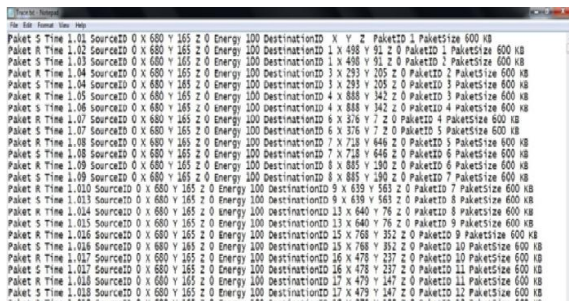 Train.txt - Notepad
File Edit Format View Help
Paket S Time 1.01 SourceID 0 X 680 Y 165 Z 0 Energy 100 DestinationID X Y Z PaketID 1 PaketSize 600 KB
Paket R Time 1.02 SourceID 0 X 680 Y 165 Z 0 Energy 100 DestinationID 1 X 498 Y 91 Z 0 PaketID 1 PaketSize 600 KB
Paket S Time 1.03 SourceID 0 X 680 Y 165 Z 0 Energy 100 DestinationID 1 X 498 Y 91 Z 0 PaketID 2 PaketSize 600 KB
Paket R Time 1.04 SourceID 0 X 680 Y 165 Z 0 Energy 100 DestinationID 3 X 293 Y 205 Z 0 PaketID 2 PaketSize 600 KB
Paket S Time 1.04 SourceID 0 X 680 Y 165 Z 0 Energy 100 DestinationID 3 X 293 Y 205 Z 0 PaketID 3 PaketSize 600 KB
Paket R Time 1.05 SourceID 0 X 680 Y 165 Z 0 Energy 100 DestinationID 4 X 888 Y 342 Z 0 PaketID 3 PaketSize 600 KB
Paket S Time 1.06 SourceID 0 X 680 Y 165 Z 0 Energy 100 DestinationID 4 X 888 Y 342 Z 0 PaketID 4 PaketSize 600 KB
Paket R Time 1.07 SourceID 0 X 680 Y 165 Z 0 Energy 100 DestinationID 6 X 376 Y 7 Z 0 PaketID 4 PaketSize 600 KB
Paket S Time 1.07 SourceID 0 X 680 Y 165 Z 0 Energy 100 DestinationID 6 X 376 Y 7 Z 0 PaketID 5 PaketSize 600 KB
Paket R Time 1.08 SourceID 0 X 680 Y 165 Z 0 Energy 100 DestinationID 7 X 718 Y 646 Z 0 PaketID 5 PaketSize 600 KB
Paket S Time 1.08 SourceID 0 X 680 Y 165 Z 0 Energy 100 DestinationID 7 X 718 Y 646 Z 0 PaketID 6 PaketSize 600 KB
Paket R Time 1.09 SourceID 0 X 680 Y 165 Z 0 Energy 100 DestinationID 8 X 885 Y 190 Z 0 PaketID 6 PaketSize 600 KB
Paket S Time 1.09 SourceID 0 X 680 Y 165 Z 0 Energy 100 DestinationID 8 X 885 Y 190 Z 0 PaketID 7 PaketSize 600 KB
Paket R Time 1.010 SourceID 0 X 680 Y 165 Z 0 Energy 100 DestinationID 9 X 639 Y 563 Z 0 PaketID 7 PaketSize 600 KB
Paket S Time 1.013 SourceID 0 X 680 Y 165 Z 0 Energy 100 DestinationID 9 X 639 Y 563 Z 0 PaketID 8 PaketSize 600 KB
Paket R Time 1.014 SourceID 0 X 680 Y 165 Z 0 Energy 100 DestinationID 13 X 640 Y 76 Z 0 PaketID 8 PaketSize 600 KB
Paket S Time 1.015 SourceID 0 X 680 Y 165 Z 0 Energy 100 DestinationID 13 X 640 Y 76 Z 0 PaketID 9 PaketSize 600 KB
Paket R Time 1.016 SourceID 0 X 680 Y 165 Z 0 Energy 100 DestinationID 15 X 768 Y 352 Z 0 PaketID 9 PaketSize 600 KB
Paket S Time 1.016 SourceID 0 X 680 Y 165 Z 0 Energy 100 DestinationID 15 X 768 Y 352 Z 0 PaketID 10 PaketSize 600 KB
Paket R Time 1.017 SourceID 0 X 680 Y 165 Z 0 Energy 100 DestinationID 16 X 478 Y 237 Z 0 PaketID 10 PaketSize 600 KB
Paket S Time 1.017 SourceID 0 X 680 Y 165 Z 0 Energy 100 DestinationID 16 X 478 Y 237 Z 0 PaketID 11 PaketSize 600 KB
Paket R Time 1.018 SourceID 0 X 680 Y 165 Z 0 Energy 100 DestinationID 17 X 479 Y 147 Z 0 PaketID 11 PaketSize 600 KB
Paket S Time 1.018 SourceID 0 X 680 Y 165 Z 0 Energy 100 DestinationID 17 X 479 Y 147 Z 0 PaketID 12 PaketSize 600 KB